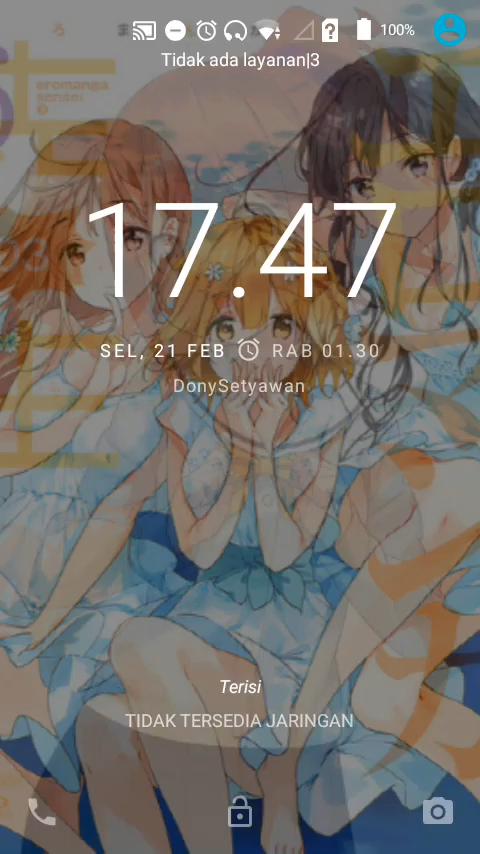 100%
Tidak ada layanan|3
eromanga
sensei
17.47
SEL, 21 FEB RAB 01.30
DonySetyawan
Terisi
TIDAK TERSEDIA JARINGAN